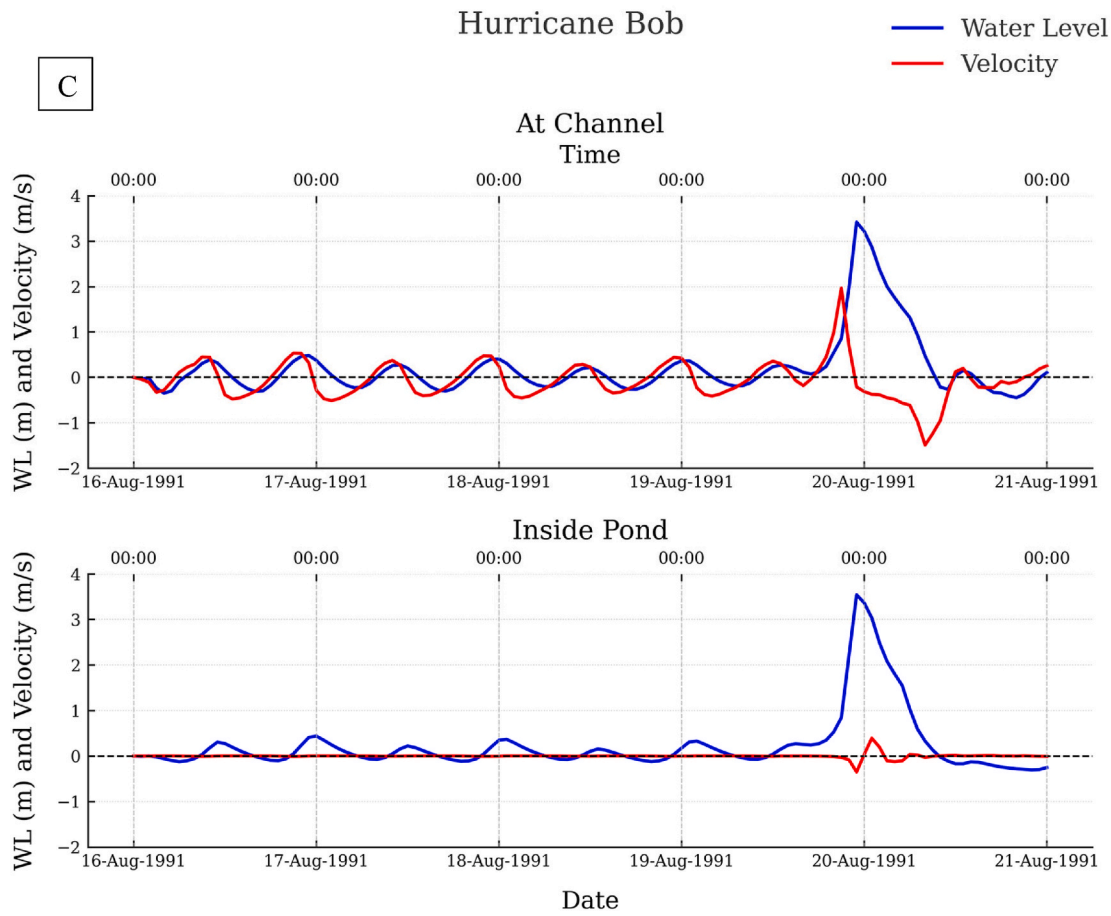 Hurricane Bob
Water Level
Velocity
C
At Channel
Time
00:00 00:00 00:00 00:00 00:00 00:00
WL (m) and Velocity (m/s)
4
3
2
1
0
−1
−2
16-Aug-1991 17-Aug-1991 18-Aug-1991 19-Aug-1991 20-Aug-1991 21-Aug-1991
Inside Pond
00:00 00:00 00:00 00:00 00:00 00:00
WL (m) and Velocity (m/s)
4
3
2
1
0
−1
−2
16-Aug-1991 17-Aug-1991 18-Aug-1991 19-Aug-1991 20-Aug-1991 21-Aug-1991
Date